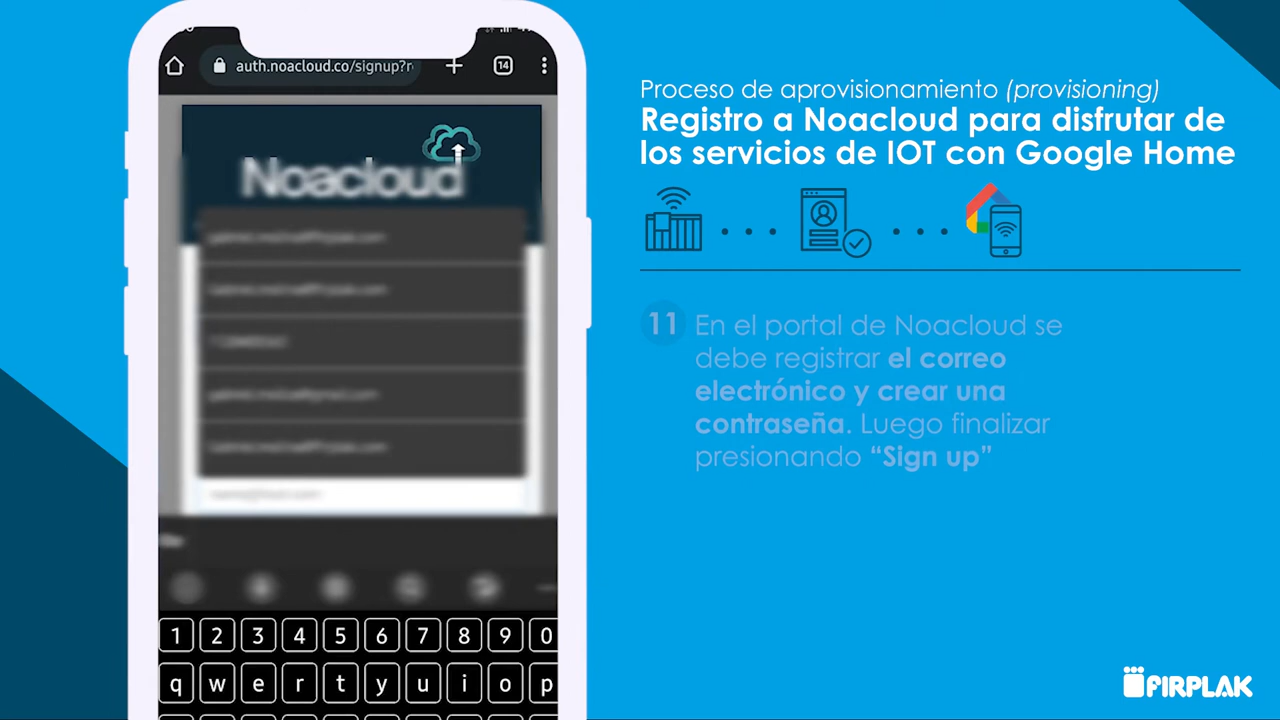 auth.noacloud.co/signup?r
14
Noacloud
1 2 3 4 5 6 7 8 9 0
q w e r t y u i o p
Proceso de aprovisionamiento (provisioning)
Registro a Noacloud para disfrutar de
los servicios de IOT con Google Home
11 En el portal de Noacloud se
debe registrar el correo
electrónico y crear una
contraseña. Luego finalizar
presionando “Sign up”
FIRPLAK